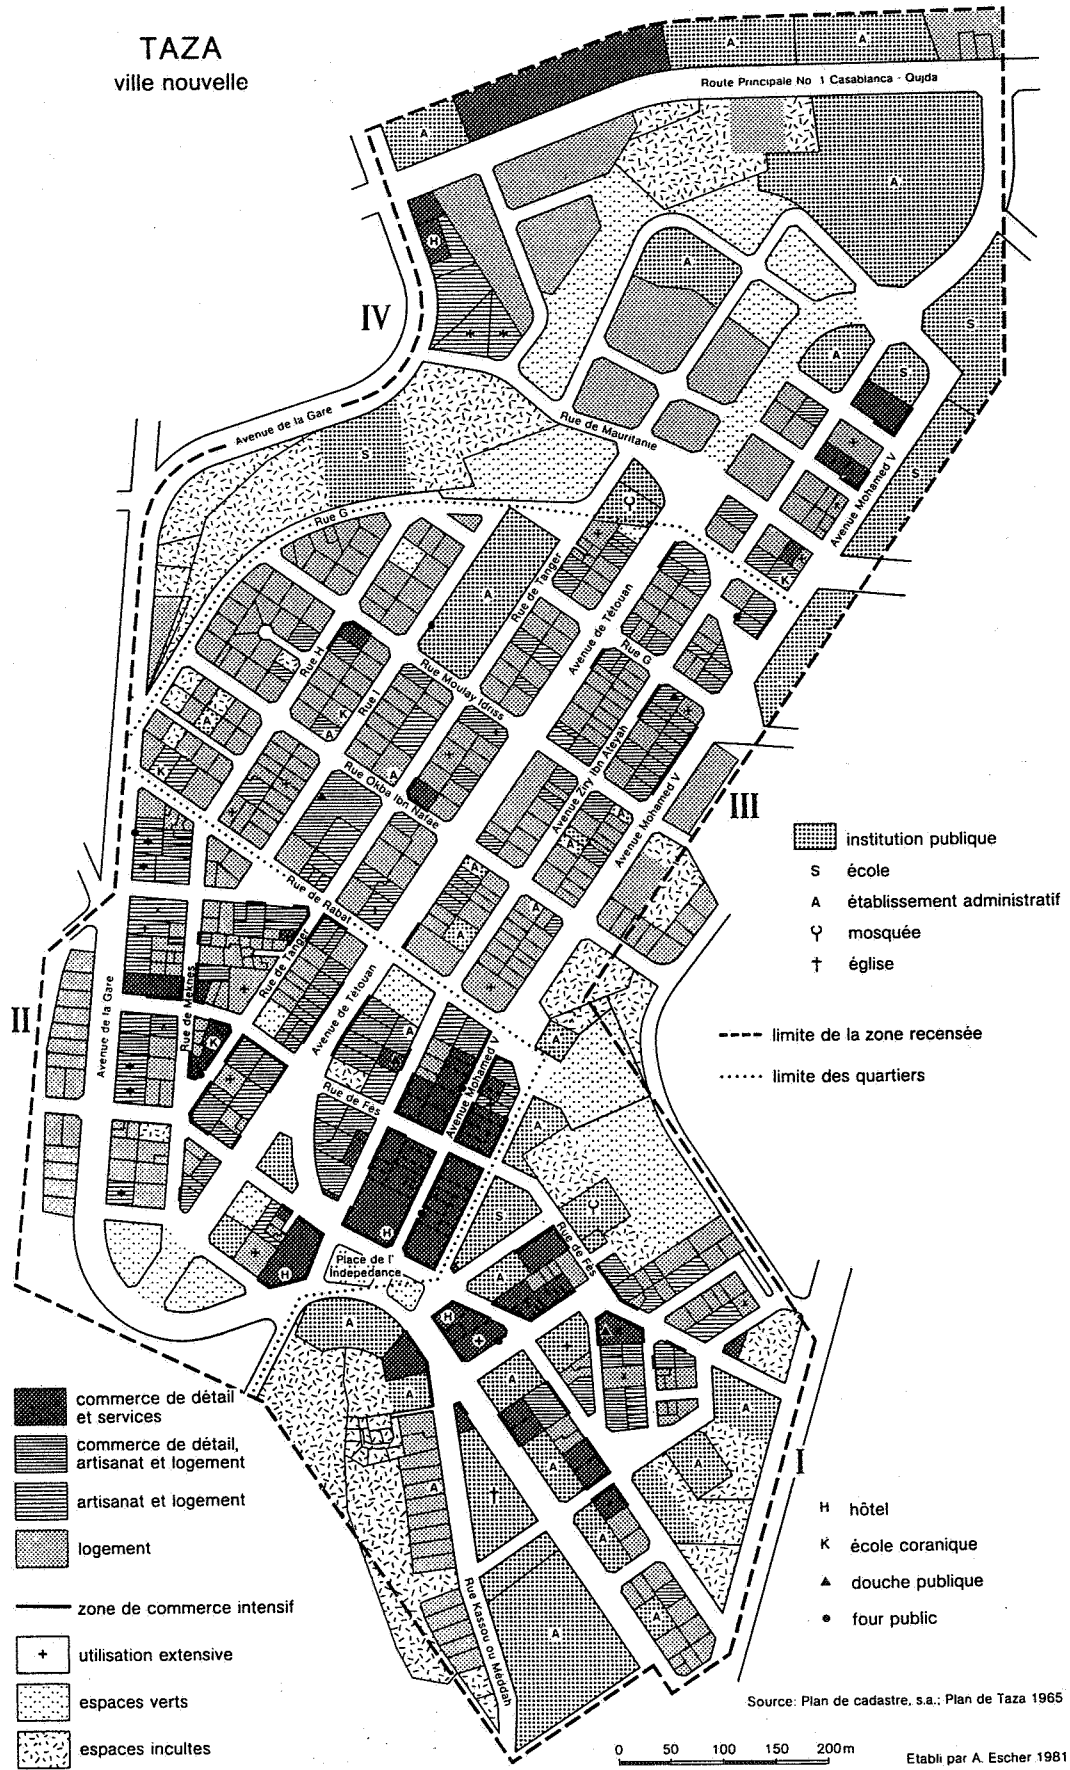 TAZA
ville nouvelle
A
A
A
Route Principale No 1 Casablanca - Oujda
A
H
A
IV
S
A
S
Avenue de la Gare
Rue de Mauritanie
S
S
Avenue Mohamed V
Rue G
A
Rue de Tanger
K
Avenue de Tétouan
Rue G
Rue H
Rue I
Rue Moulay Idriss
K
A
A
K
A
Rue Okba Ibn Nafae
Avenue Ziry Ibn Ateyah
Avenue Mohamed V
III
A
A
A
A
A
Rue de Rabat
institution publique
S école
A établissement administratif
mosquée
église
limite de la zone recensée
limite des quartiers
II
Avenue de la Gare
Rue de Meknes
Rue de Tanger
Avenue de Tétouan
K
A
A
A
Rue de Fès
Avenue Mohamed V
A
S
H
H
Place de l'
Indépedance
Rue de Fès
A
H
A
A
A
A
A
A
A
A
A
A
I
Rue Kassou ou Méddah
commerce de détail
et services
commerce de détail,
artisanat et logement
artisanat et logement
logement
zone de commerce intensif
utilisation extensive
espaces verts
espaces incultes
H hôtel
K école coranique
douche publique
four public
Source: Plan de cadastre, s.a.; Plan de Taza 1965
0 50 100 150 200m
Etabli par A. Escher 1981